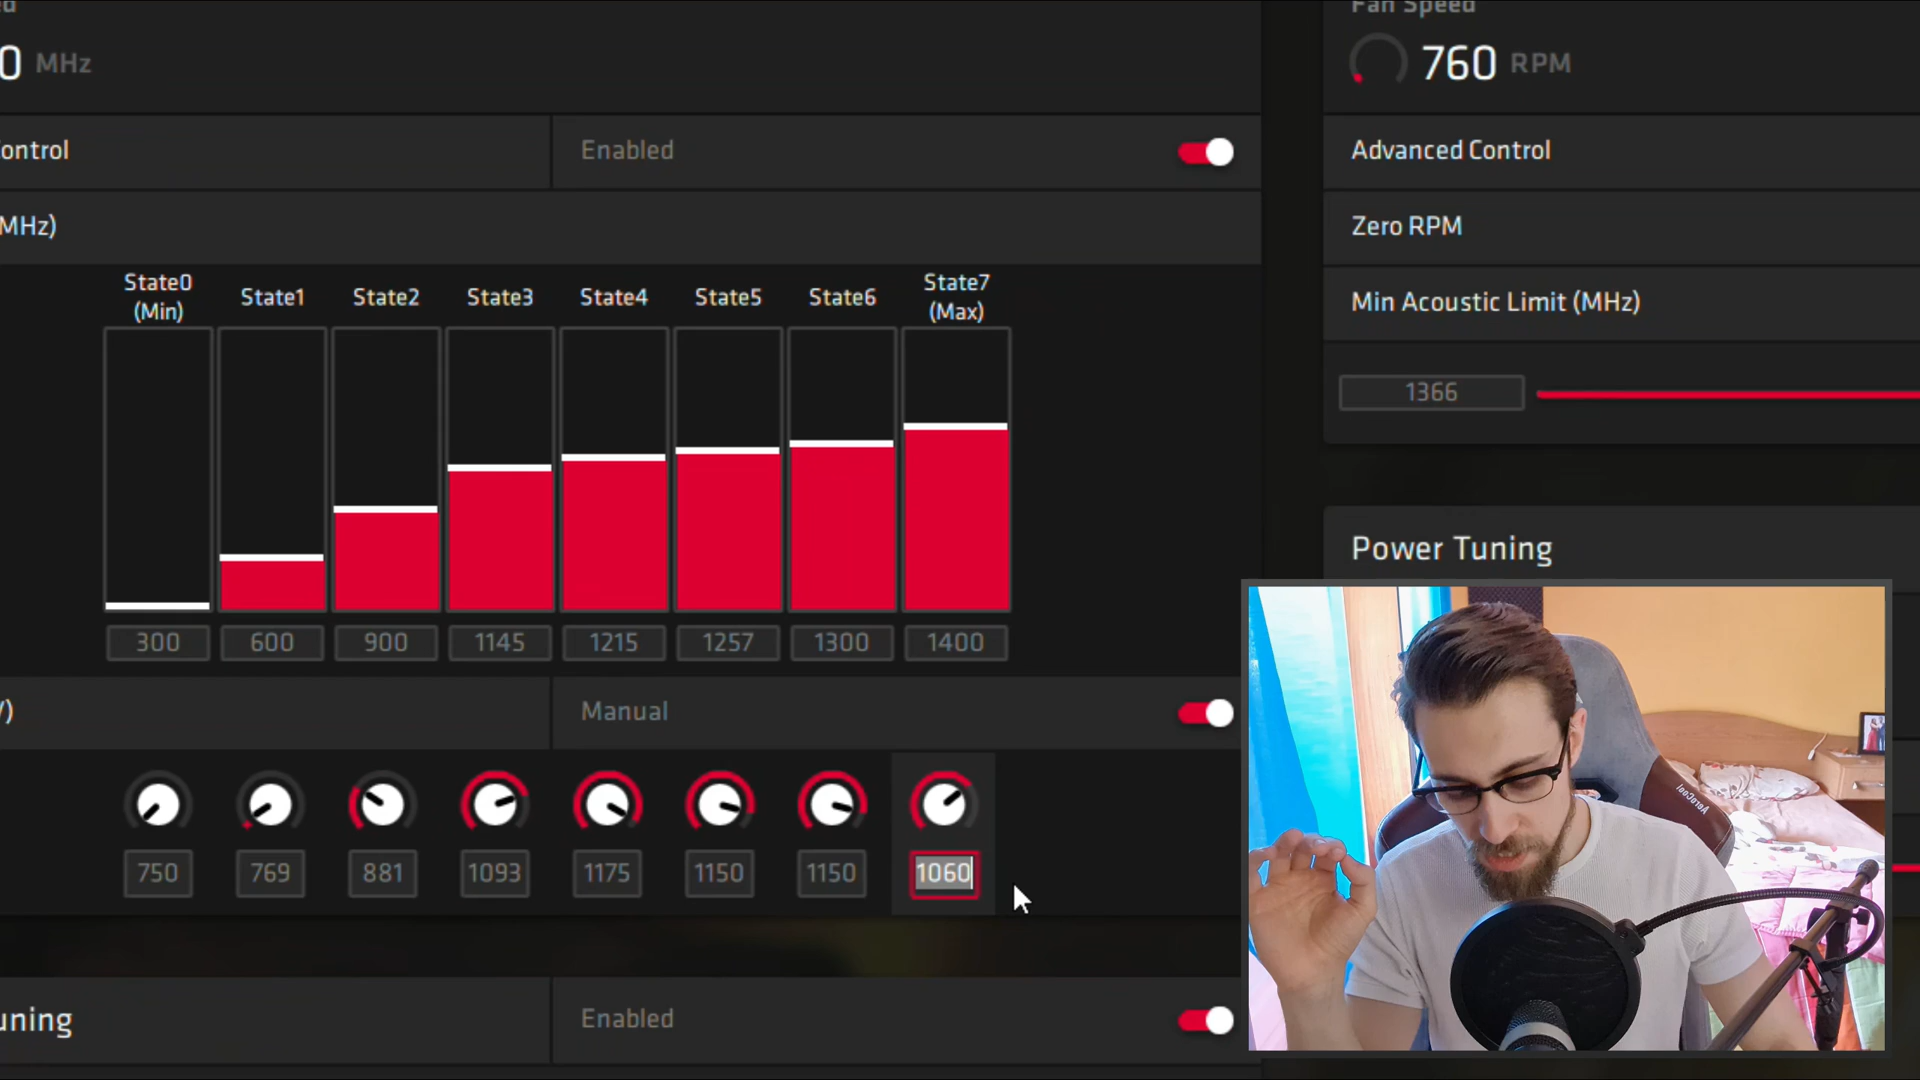 Fan Speed
0 MHz
760 RPM
ontrol
Enabled
Advanced Control
MHz)
Zero RPM
State0 (Min)
State1
State2
State3
State4
State5
State6
State7 (Max)
Min Acoustic Limit (MHz)
1366
300
600
900
1145
1215
1257
1300
1400
Power Tuning
)
Manual
750
769
881
1093
1175
1150
1150
1060
uning
Enabled
AeroCool